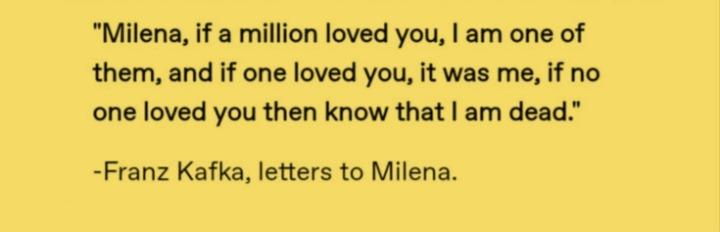 "Milena, if a million loved you, I am one of
them, and if one loved you, it was me, if no
one loved you then know that I am dead."
-Franz Kafka, letters to Milena.